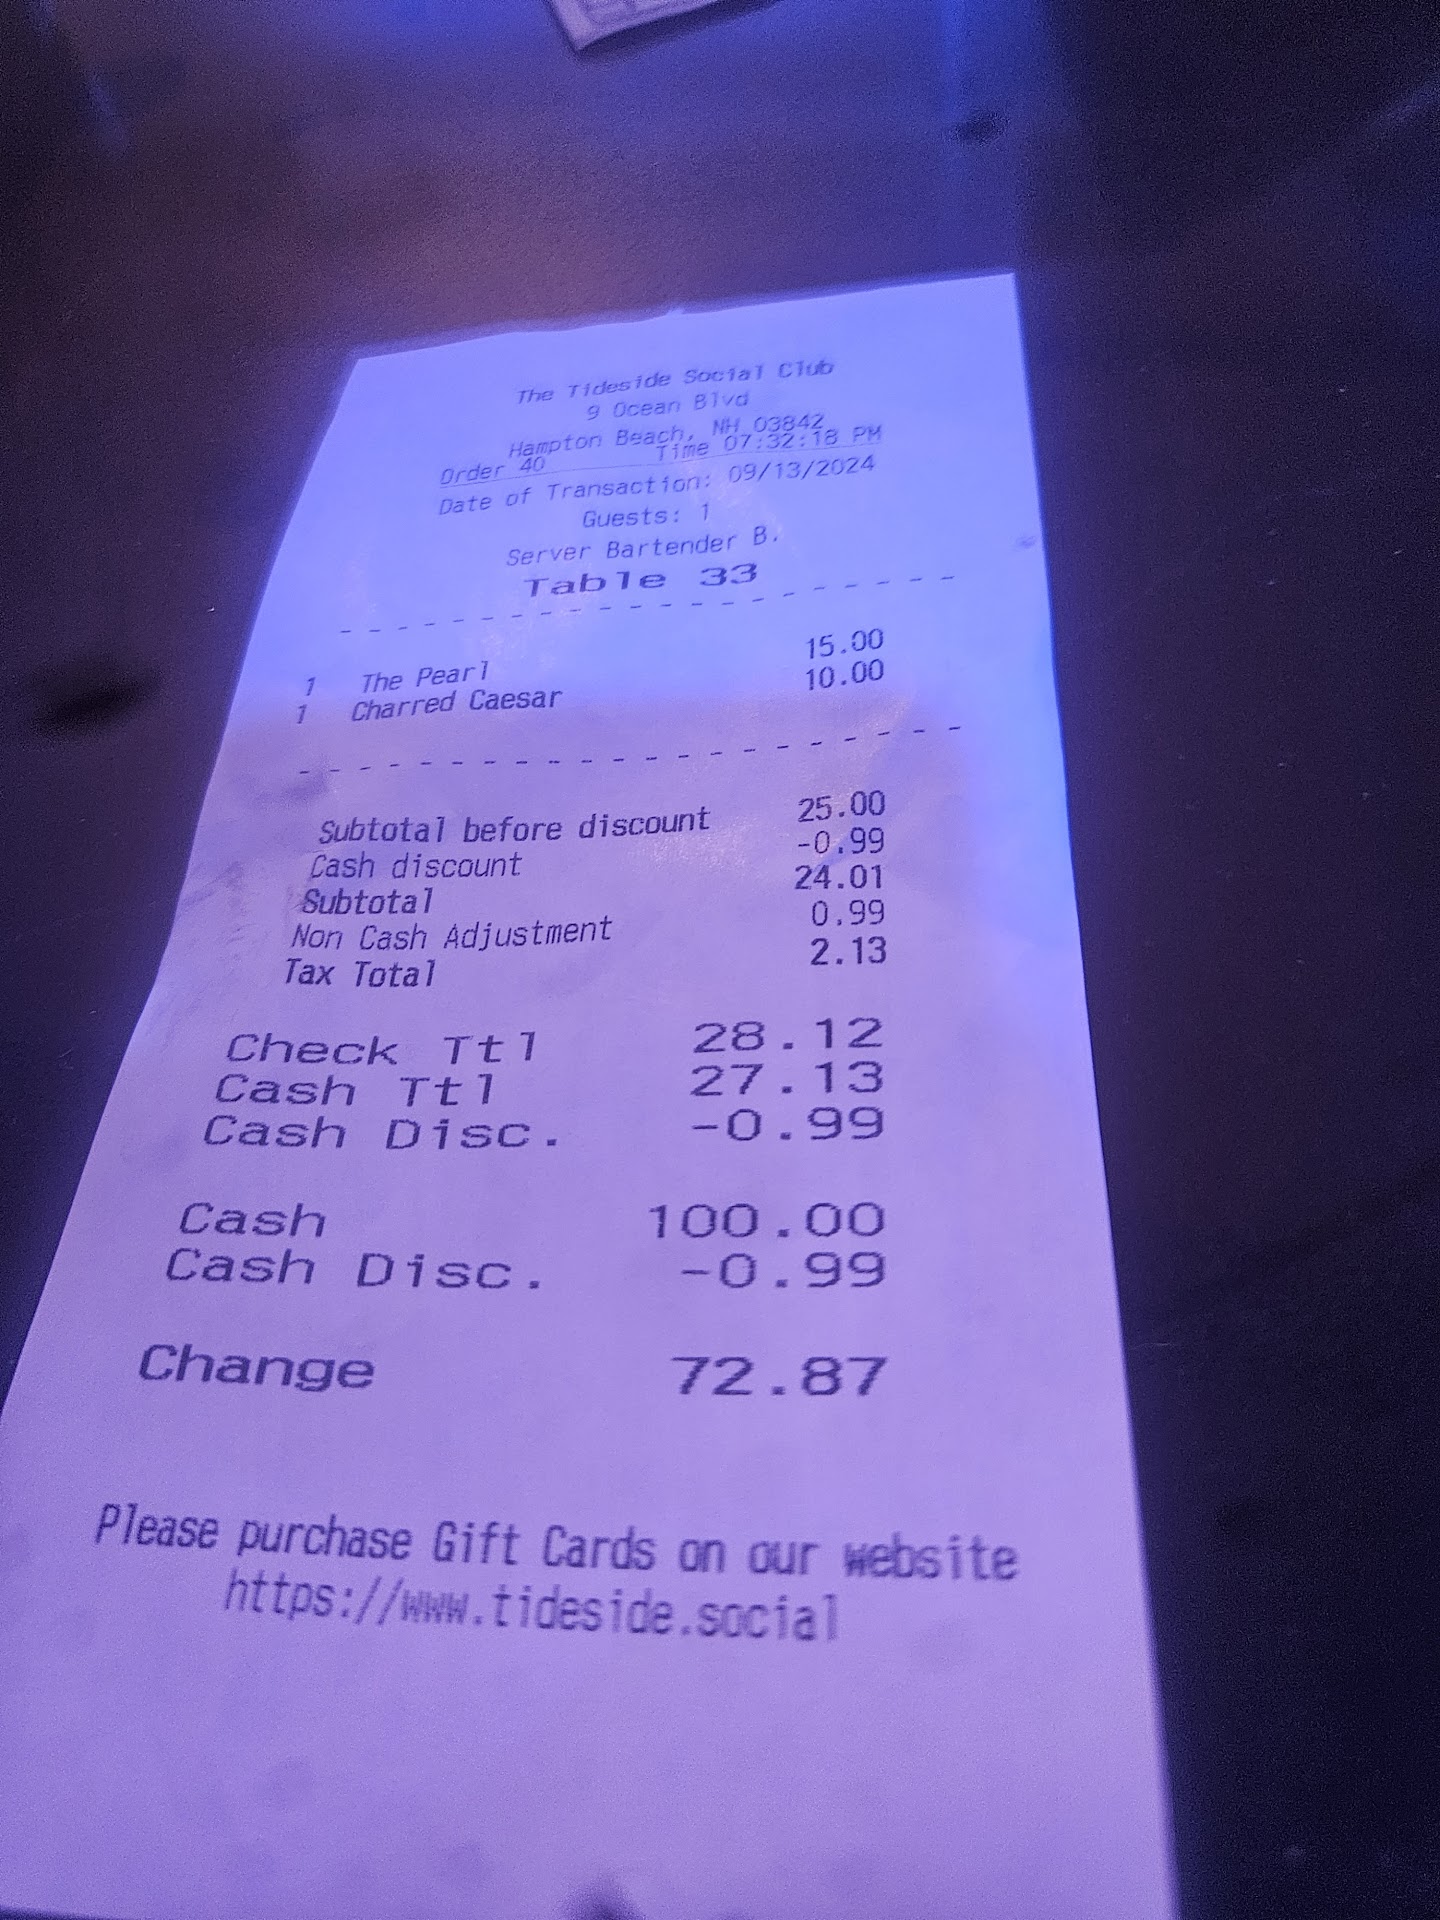 The Tideside Social Club
9 Ocean Blvd
Hampton Beach, NH 03842
Order 40 Time 07:32:18 PM
Date of Transaction: 09/13/2024
Guests: 1
Server Bartender B.
Table 33
- - - - - - - - - - - - - - - - - - - - - -
1 The Pearl 15.00
1 Charred Caesar 10.00
- - - - - - - - - - - - - - - - - - - - - -
Subtotal before discount 25.00
Cash discount -0.99
Subtotal 24.01
Non Cash Adjustment 0.99
Tax Total 2.13
Check Ttl 28.12
Cash Ttl 27.13
Cash Disc. -0.99
Cash 100.00
Cash Disc. -0.99
Change 72.87
Please purchase Gift Cards on our website
https://www.tideside.social